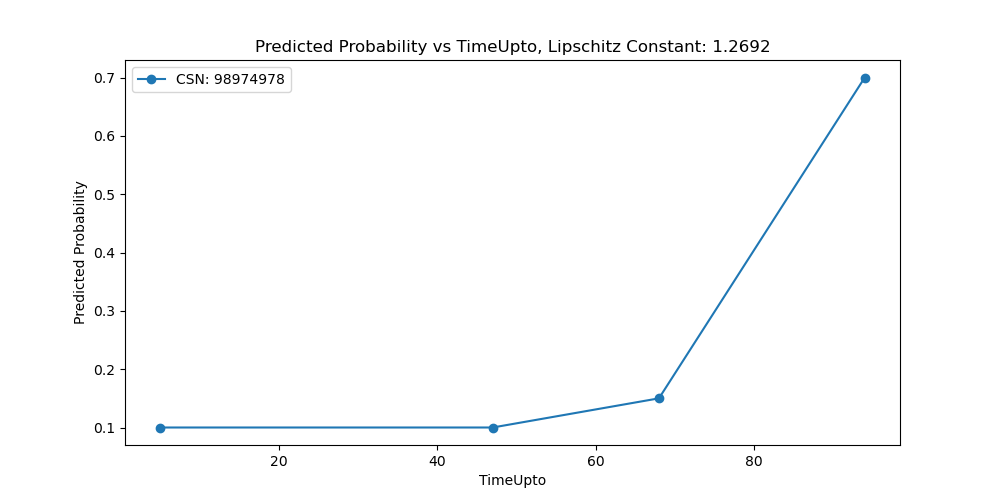 Predicted Probability vs TimeUpto, Lipschitz Constant: 1.2692
CSN: 98974978
Predicted Probability
0.7
0.6
0.5
0.4
0.3
0.2
0.1
20
40
60
80
TimeUpto